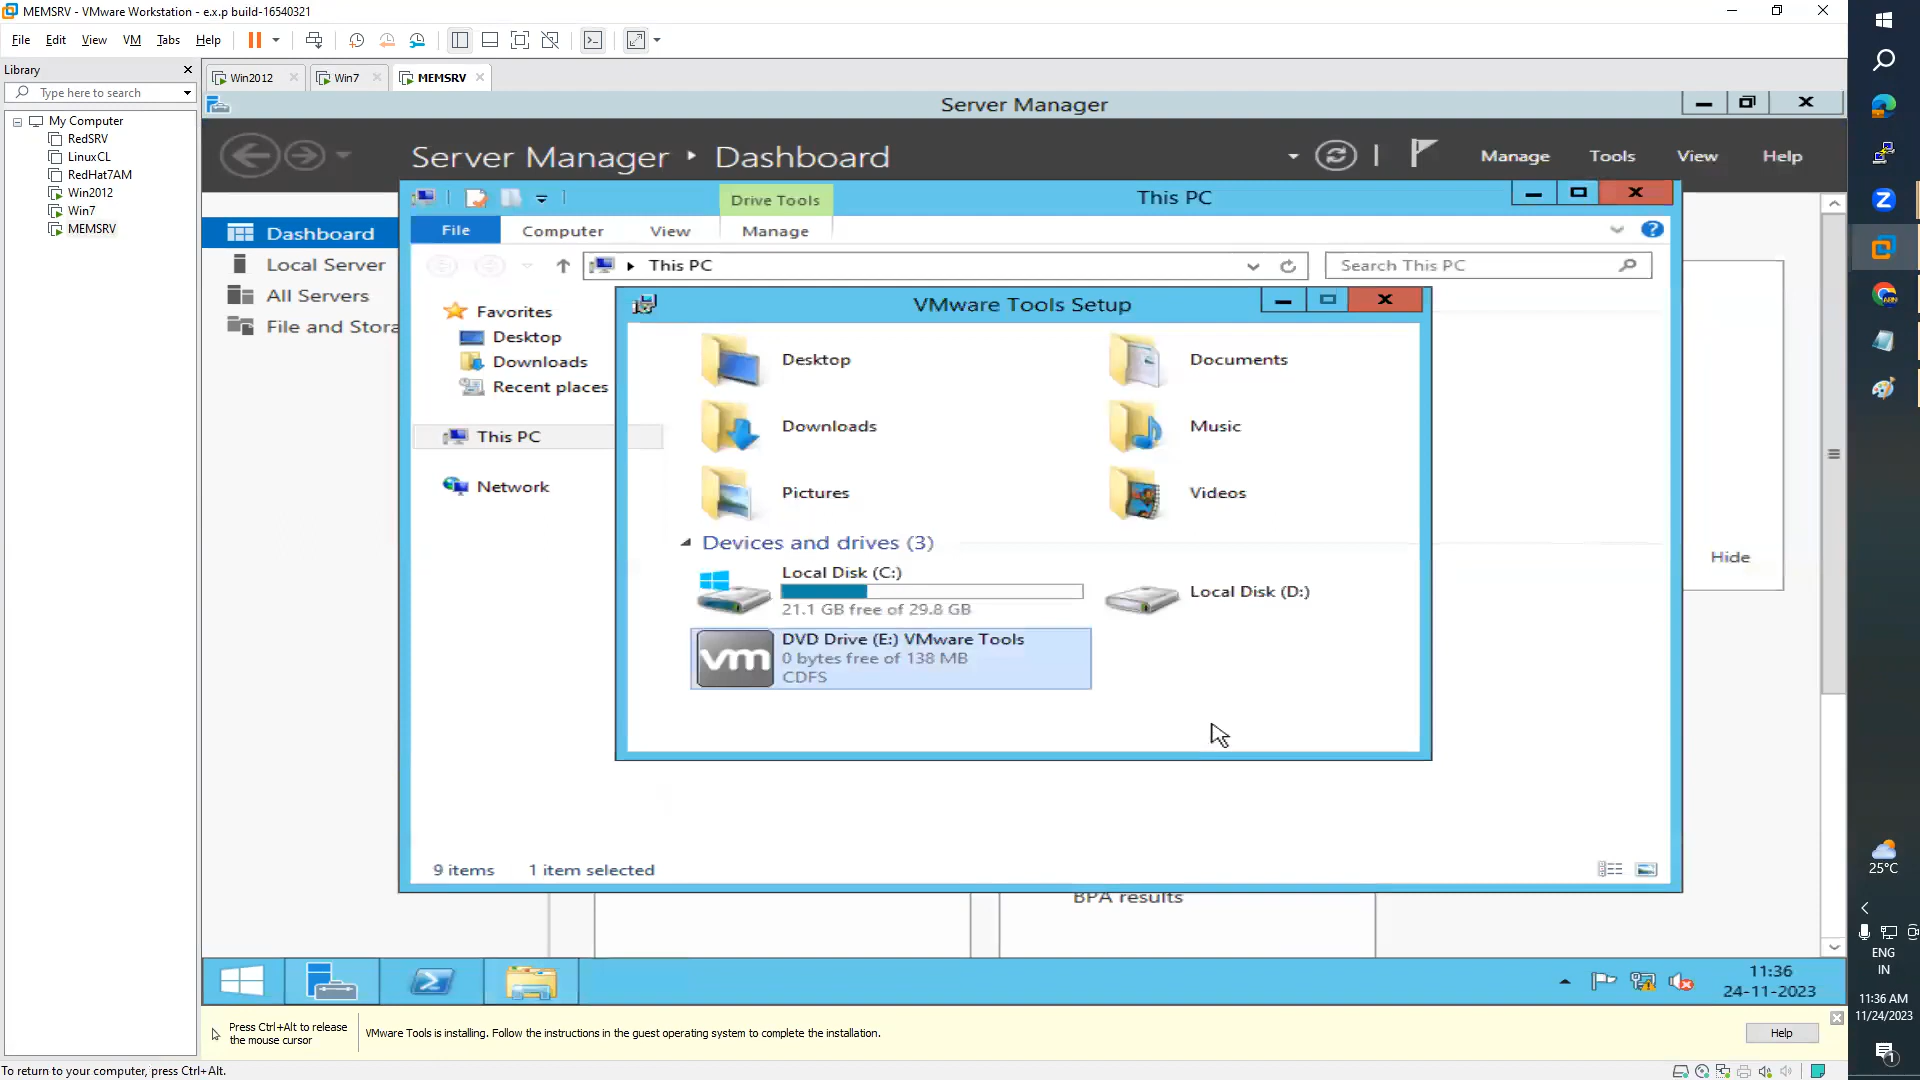 MEMSRV - VMware Workstation - e.x.p build-16540321
File Edit View VM Tabs Help
Library
Type here to search
My Computer
RedSRV
LinuxCL
RedHat7AM
Win2012
Win7
MEMSRV
Win2012 Win7 MEMSRV
Server Manager
Server Manager Dashboard
Manage Tools View Help
Dashboard
Local Server
All Servers
File and Stora
Hide
BPA results
Drive Tools
This PC
File Computer View Manage
This PC
Search This PC
Favorites
Desktop
Downloads
Recent places
This PC
Network
VMware Tools Setup
Desktop
Documents
Downloads
Music
Pictures
Videos
Devices and drives (3)
Local Disk (C:)
21.1 GB free of 29.8 GB
Local Disk (D:)
vm
DVD Drive (E:) VMware Tools
0 bytes free of 138 MB
CDFS
9 items 1 item selected
11:36
24-11-2023
Press Ctrl+Alt to release
the mouse cursor
VMware Tools is installing. Follow the instructions in the guest operating system to complete the installation.
Help
To return to your computer, press Ctrl+Alt.
25°C
ENG
IN
11:36 AM
11/24/2023
1